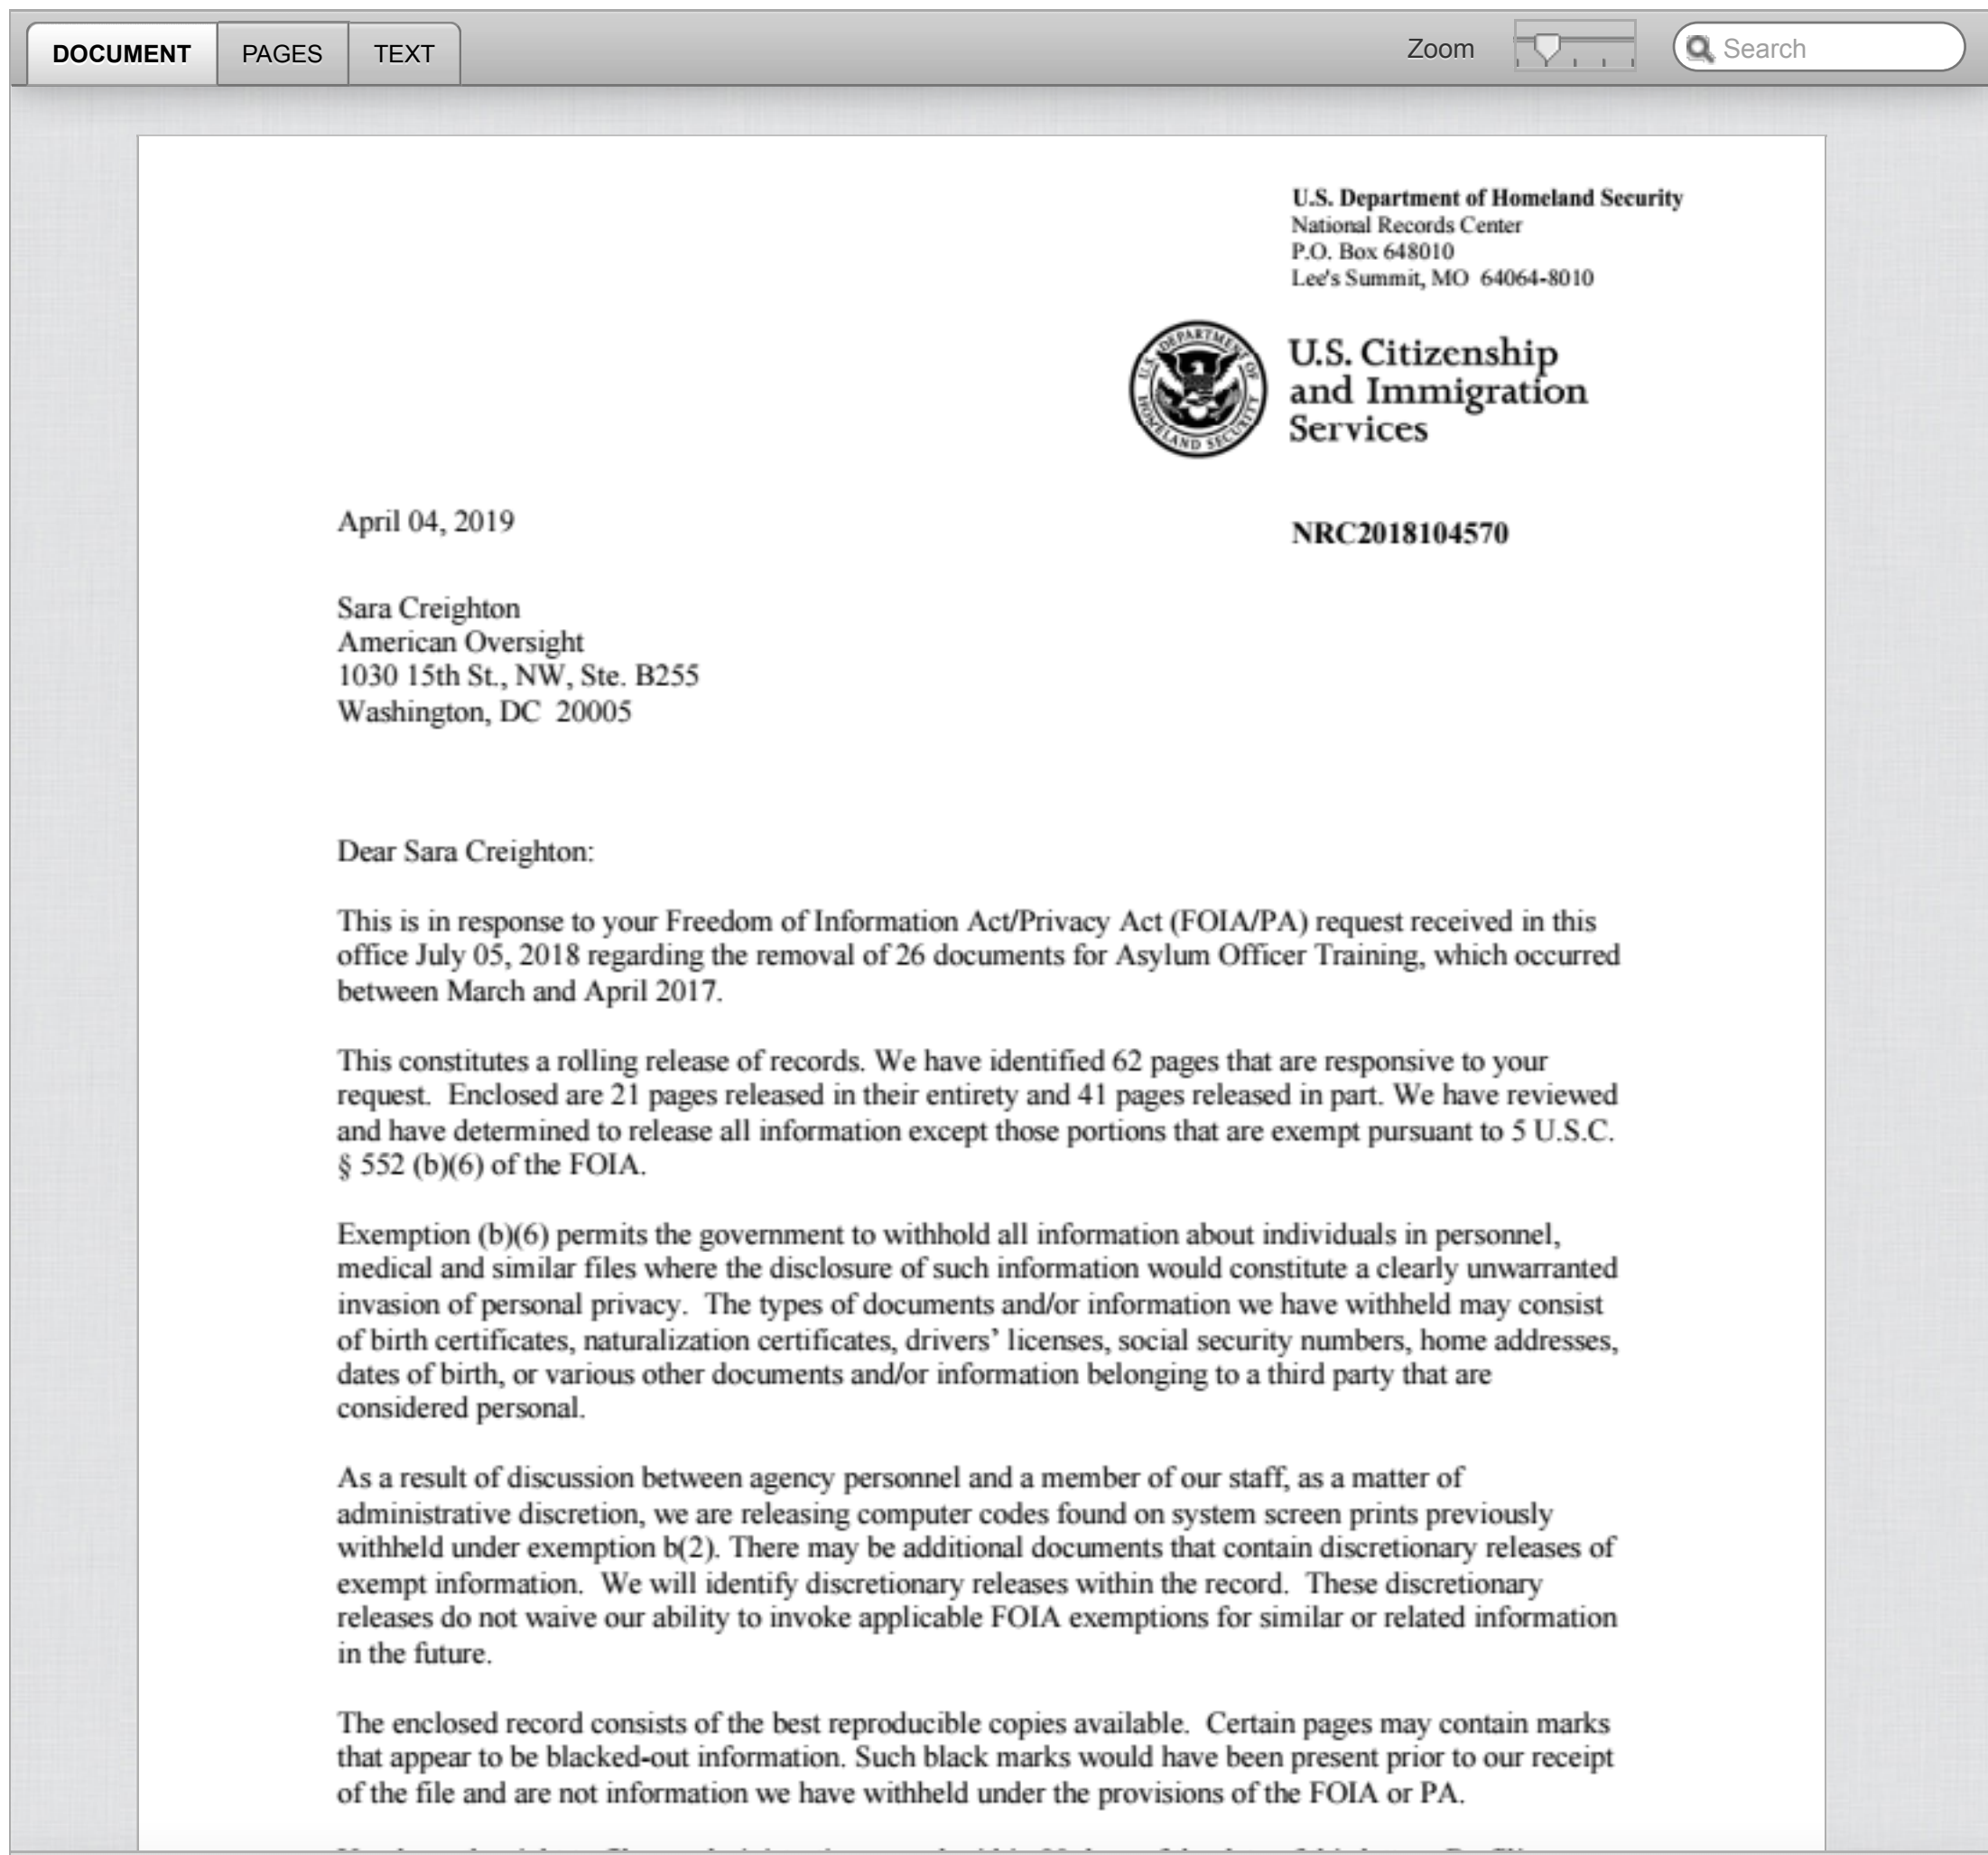 DOCUMENT PAGES TEXT Zoom Search
U.S. Department of Homeland Security
National Records Center
P.O. Box 648010
Lee's Summit, MO  64064-8010
U.S. DEPARTMENT OF HOMELAND SECURITY
U.S. Citizenship
and Immigration
Services
April 04, 2019
NRC2018104570
Sara Creighton
American Oversight
1030 15th St., NW, Ste. B255
Washington, DC  20005
Dear Sara Creighton:
This is in response to your Freedom of Information Act/Privacy Act (FOIA/PA) request received in this
office July 05, 2018 regarding the removal of 26 documents for Asylum Officer Training, which occurred
between March and April 2017.
This constitutes a rolling release of records. We have identified 62 pages that are responsive to your
request.  Enclosed are 21 pages released in their entirety and 41 pages released in part. We have reviewed
and have determined to release all information except those portions that are exempt pursuant to 5 U.S.C.
§ 552 (b)(6) of the FOIA.
Exemption (b)(6) permits the government to withhold all information about individuals in personnel,
medical and similar files where the disclosure of such information would constitute a clearly unwarranted
invasion of personal privacy.  The types of documents and/or information we have withheld may consist
of birth certificates, naturalization certificates, drivers’ licenses, social security numbers, home addresses,
dates of birth, or various other documents and/or information belonging to a third party that are
considered personal.
As a result of discussion between agency personnel and a member of our staff, as a matter of
administrative discretion, we are releasing computer codes found on system screen prints previously
withheld under exemption b(2). There may be additional documents that contain discretionary releases of
exempt information.  We will identify discretionary releases within the record.  These discretionary
releases do not waive our ability to invoke applicable FOIA exemptions for similar or related information
in the future.
The enclosed record consists of the best reproducible copies available.  Certain pages may contain marks
that appear to be blacked-out information. Such black marks would have been present prior to our receipt
of the file and are not information we have withheld under the provisions of the FOIA or PA.